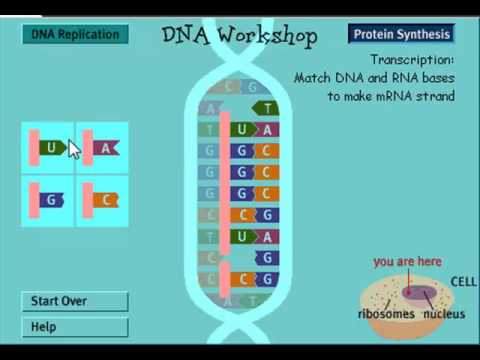 DNA Replication
DNA Workshop
Protein Synthesis
Transcription:
Match DNA and RNA bases
to make mRNA strand
U A
G C
C G
A T
T U A
G G C
G G C
G G C
C C G
T U A
C G
C C G
A T
Start Over
Help
you are here
CELL
ribosomes nucleus